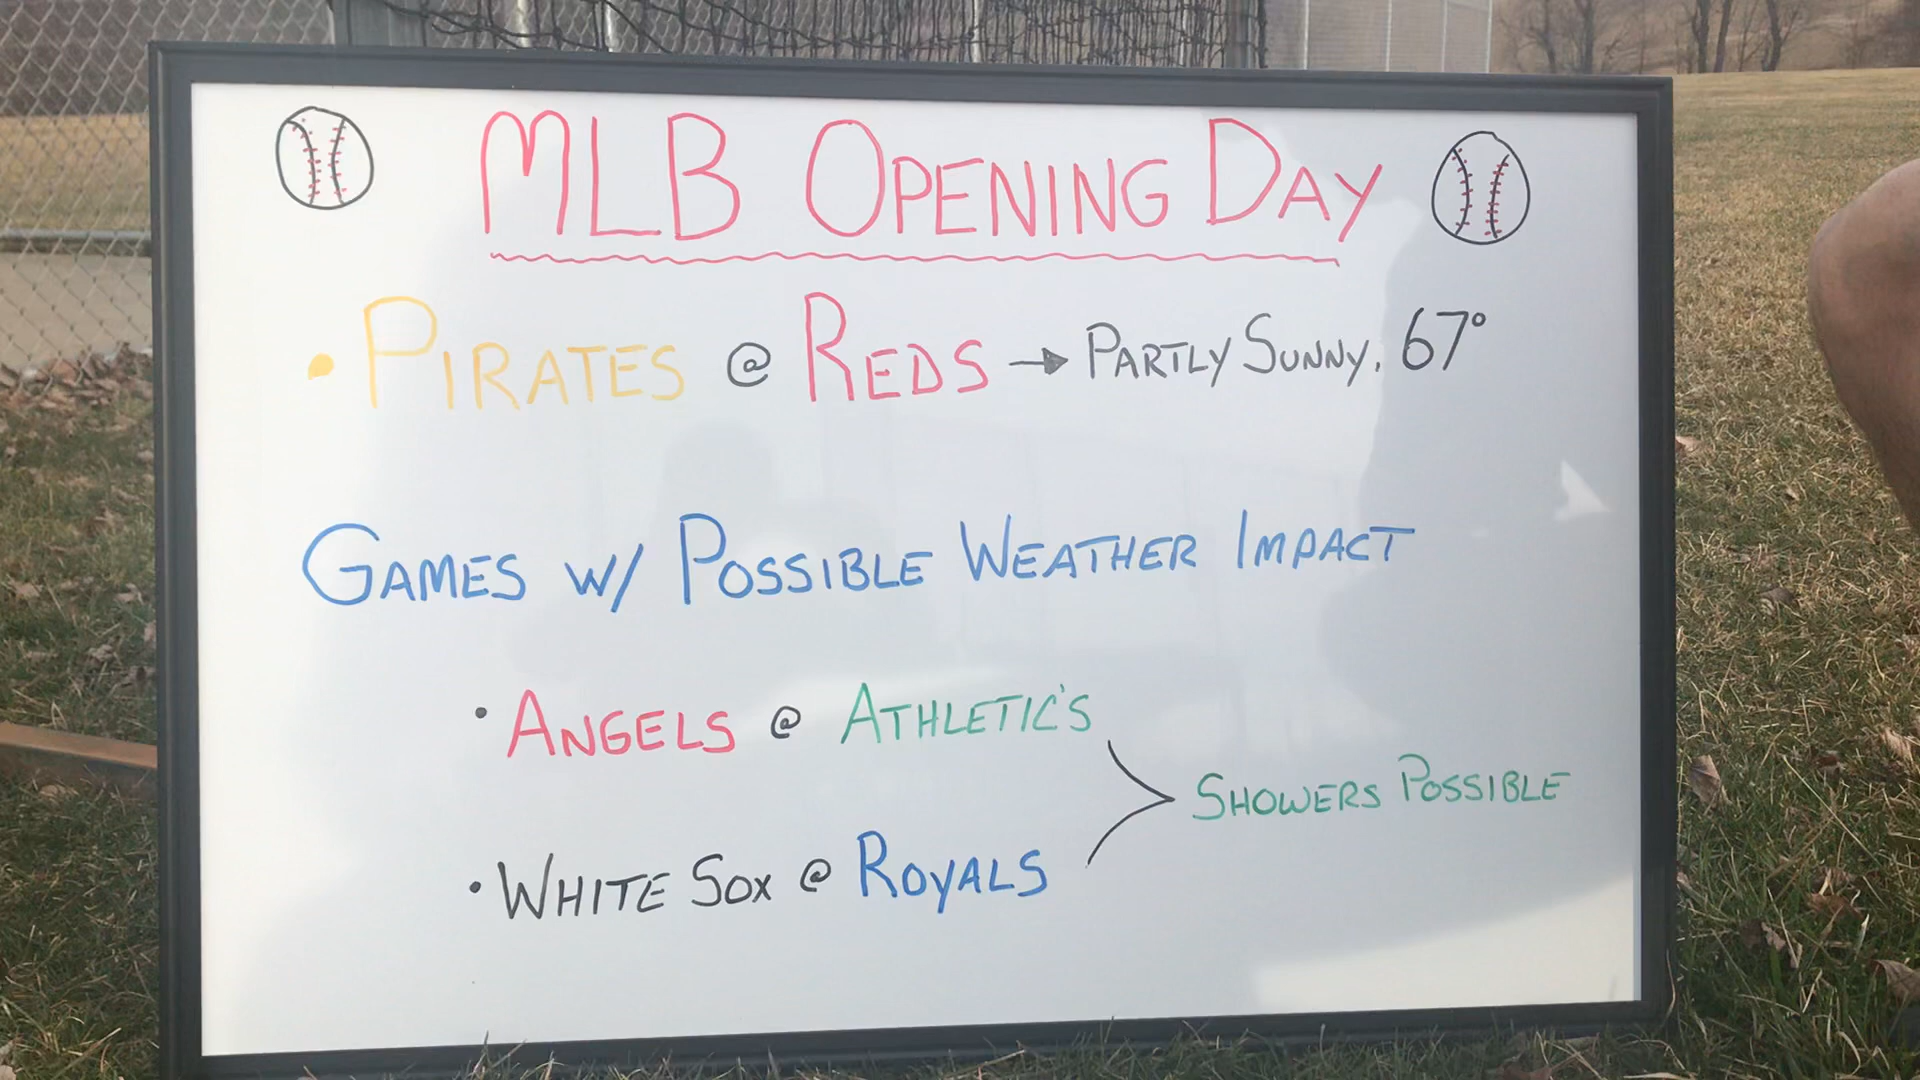 MLB OPENING DAY
• PIRATES @ REDS → PARTLY SUNNY, 67°
GAMES W/ POSSIBLE WEATHER IMPACT
• ANGELS @ ATHLETIC'S
SHOWERS POSSIBLE
• WHITE SOX @ ROYALS